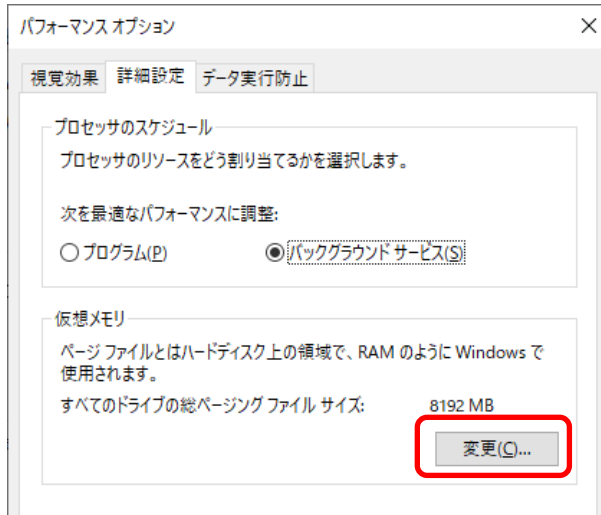 パフォーマンス オプション
視覚効果 詳細設定 データ実行防止
プロセッサのスケジュール
プロセッサのリソースをどう割り当てるかを選択します。
次を最適なパフォーマンスに調整:
プログラム(P) バックグラウンド サービス(S)
仮想メモリ
ページ ファイルとはハードディスク上の領域で、RAM のように Windows で
使用されます。
すべてのドライブの総ページング ファイル サイズ: 8192 MB
変更(C)...